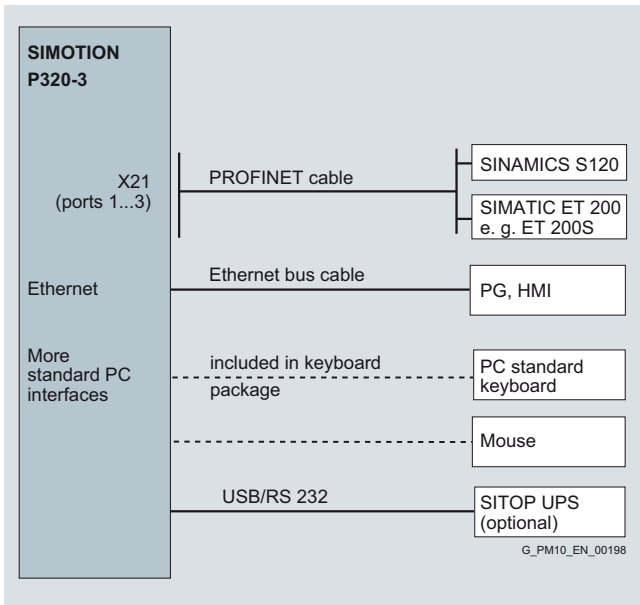 SIMOTION
P320-3
X21
(ports 1...3)
PROFINET cable
SINAMICS S120
SIMATIC ET 200
e. g. ET 200S
Ethernet
Ethernet bus cable
PG, HMI
More
standard PC
interfaces
included in keyboard
package
PC standard
keyboard
Mouse
USB/RS 232
SITOP UPS
(optional)
G_PM10_EN_00198